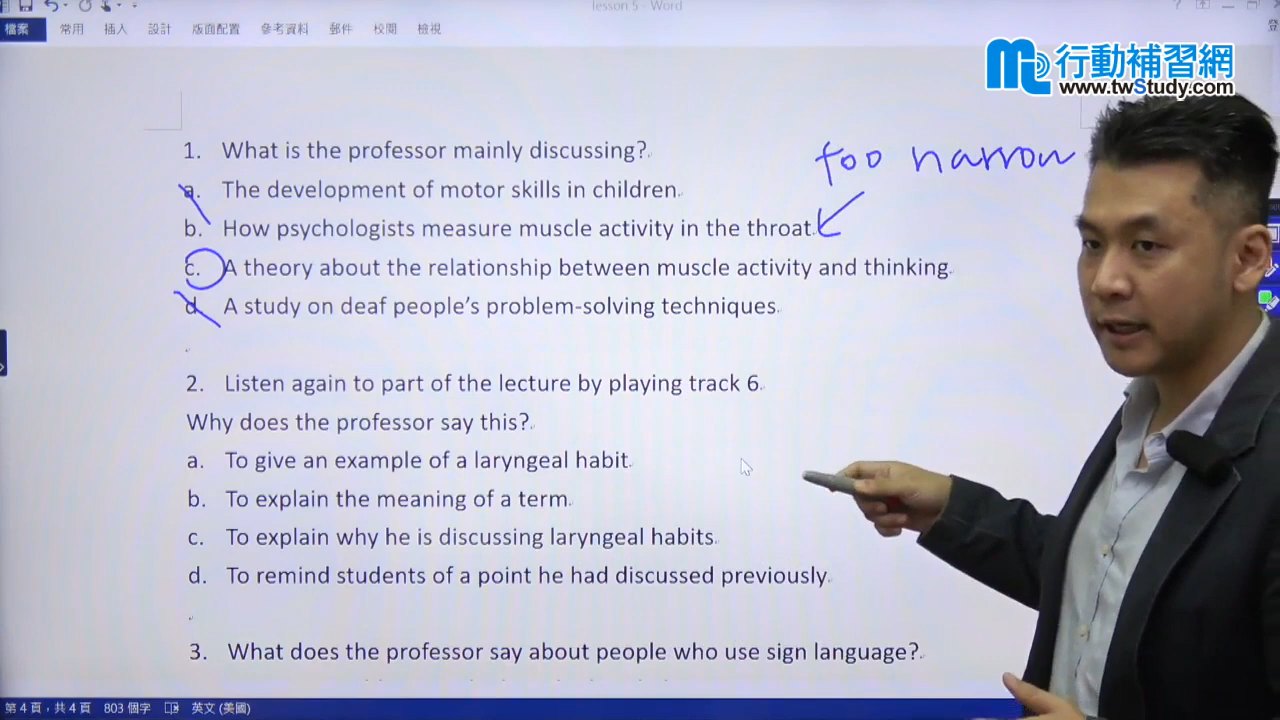 lesson 5 - Word
檔案 常用 插入 設計 版面配置 參考資料 郵件 校閱 檢視
行動補習網
www.twStudy.com
too narrow
1. What is the professor mainly discussing?
a. The development of motor skills in children.
b. How psychologists measure muscle activity in the throat.
c. A theory about the relationship between muscle activity and thinking.
d. A study on deaf people's problem-solving techniques.
2. Listen again to part of the lecture by playing track 6.
Why does the professor say this?
a. To give an example of a laryngeal habit.
b. To explain the meaning of a term.
c. To explain why he is discussing laryngeal habits.
d. To remind students of a point he had discussed previously.
3. What does the professor say about people who use sign language?
第 4 頁，共 4 頁 803 個字 英文 (美國)